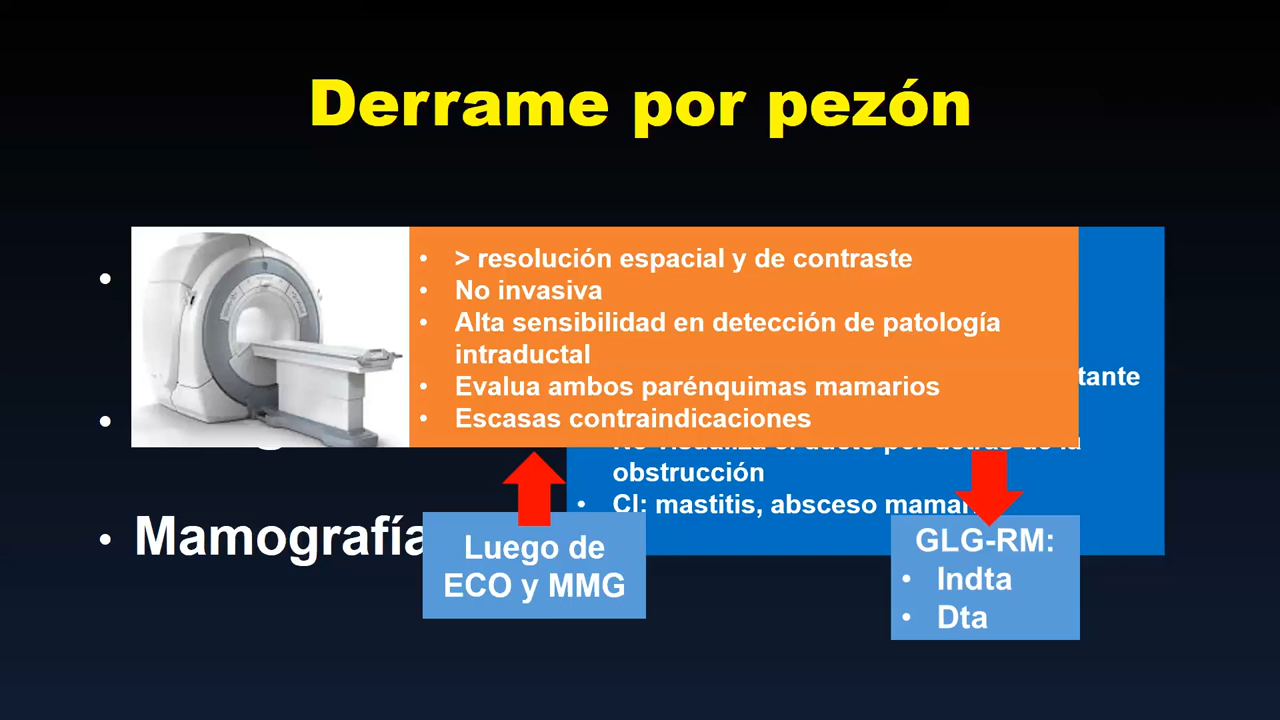 Derrame por pezón
• > resolución espacial y de contraste
• No invasiva
• Alta sensibilidad en detección de patología
intraductal
• Evalua ambos parénquimas mamarios
• Escasas contraindicaciones
tante
obstrucción
• CI: mastitis, absceso
• Mamografía
Luego de
ECO y MMG
GLG-RM:
• Indta
• Dta